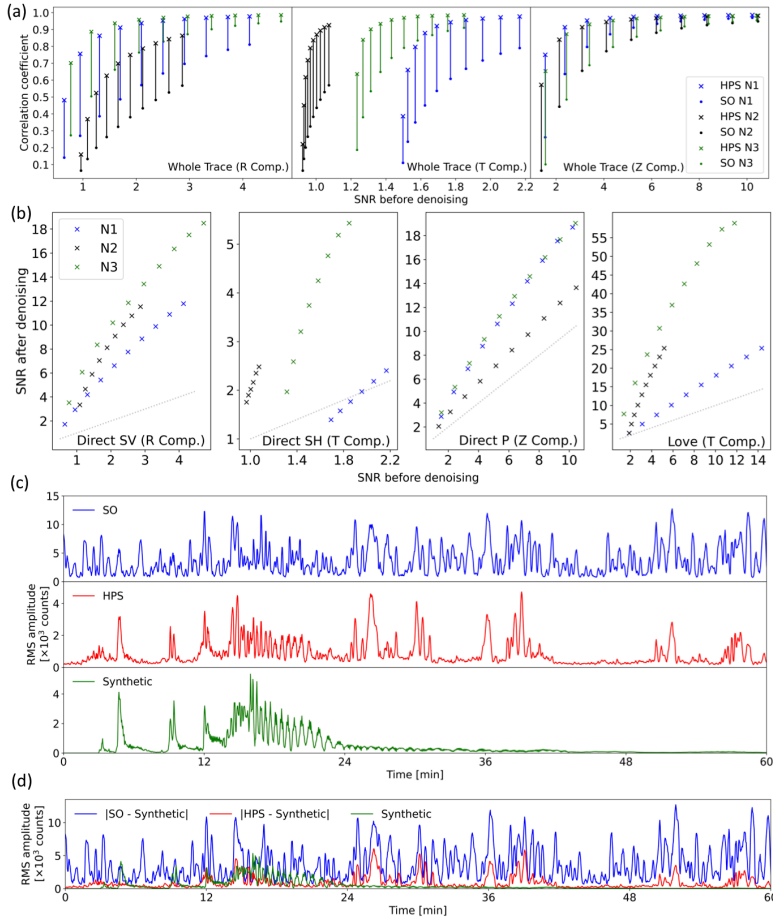 (a)
1.0
0.9
0.8
0.7
0.6
0.5
0.4
0.3
0.2
0.1
Correlation coefficient
Whole Trace (R Comp.)
Whole Trace (T Comp.)
Whole Trace (Z Comp.)
HPS N1
SO N1
HPS N2
SO N2
HPS N3
SO N3
1 2 3 4 5
1.0 1.2 1.4 1.6 1.8 2.0 2.2
2 4 6 8 10
SNR before denoising
(b)
SNR after denoising
N1
N2
N3
18
16
14
12
10
8
6
4
2
Direct SV (R Comp.)
1 2 3 4
5
4
3
2
1
Direct SH (T Comp.)
1.0 1.4 1.8 2.2
18
16
14
12
10
8
6
4
2
Direct P (Z Comp.)
2 4 6 8 10
55
50
45
40
35
30
25
20
15
10
5
Love (T Comp.)
2 4 6 8 10 12 14
SNR before denoising
(c)
15
10
5
0
SO
RMS amplitude
[×10³ counts]
4
2
0
HPS
4
2
0
Synthetic
0 12 24 36 48 60
Time [min]
(d)
RMS amplitude
[×10³ counts]
10
5
0
|SO - Synthetic| |HPS - Synthetic| Synthetic
0 12 24 36 48 60
Time [min]